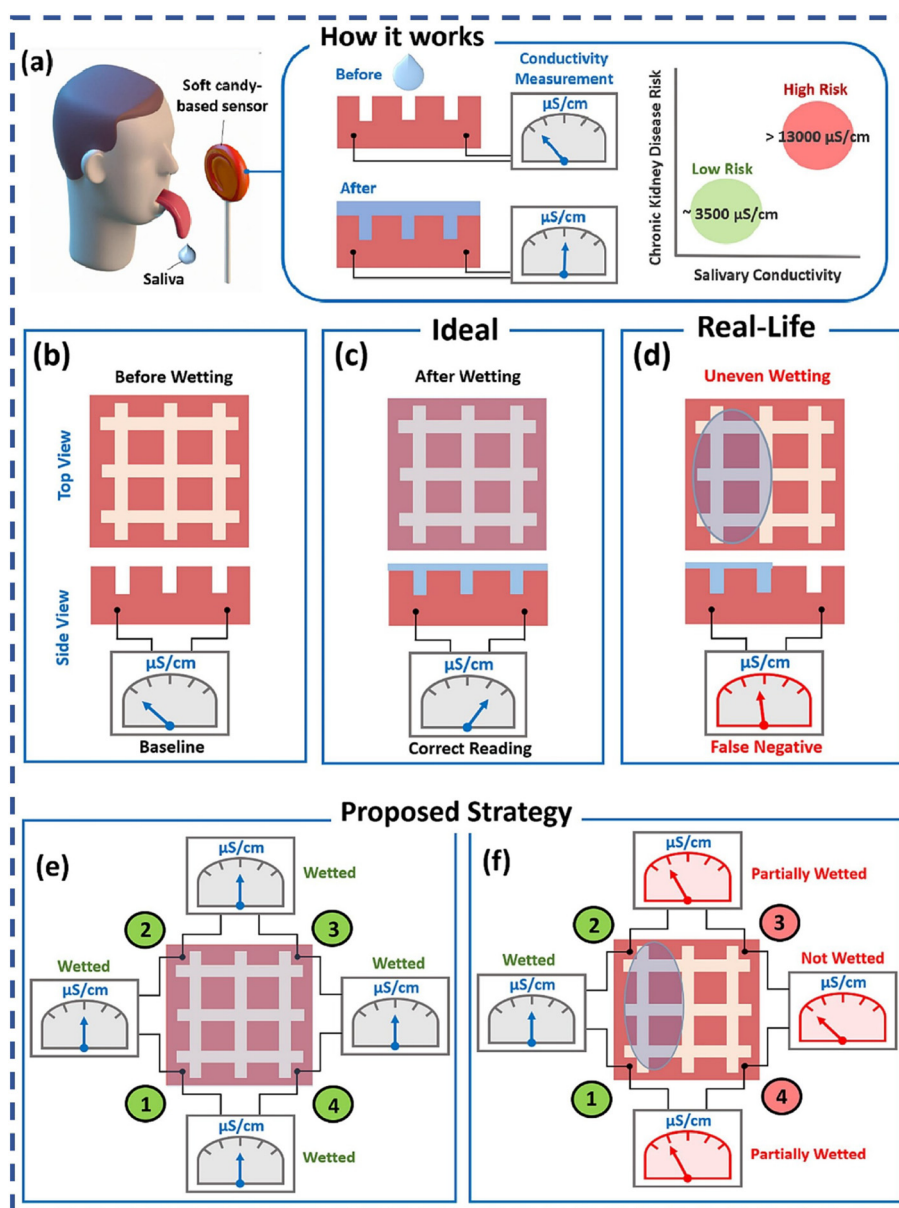 How it works
(a)
Soft candy-
based sensor
Saliva
Before
Conductivity
Measurement
µS/cm
After
µS/cm
Chronic Kidney Disease Risk
High Risk
> 13000 µS/cm
Low Risk
~ 3500 µS/cm
Salivary Conductivity
Ideal
Real-Life
(b)
Before Wetting
Top View
Side View
µS/cm
Baseline
(c)
After Wetting
µS/cm
Correct Reading
(d)
Uneven Wetting
µS/cm
False Negative
Proposed Strategy
(e)
µS/cm
Wetted
2
3
Wetted
µS/cm
Wetted
µS/cm
1
4
µS/cm
Wetted
(f)
µS/cm
Partially Wetted
2
3
Wetted
µS/cm
Not Wetted
µS/cm
1
4
µS/cm
Partially Wetted